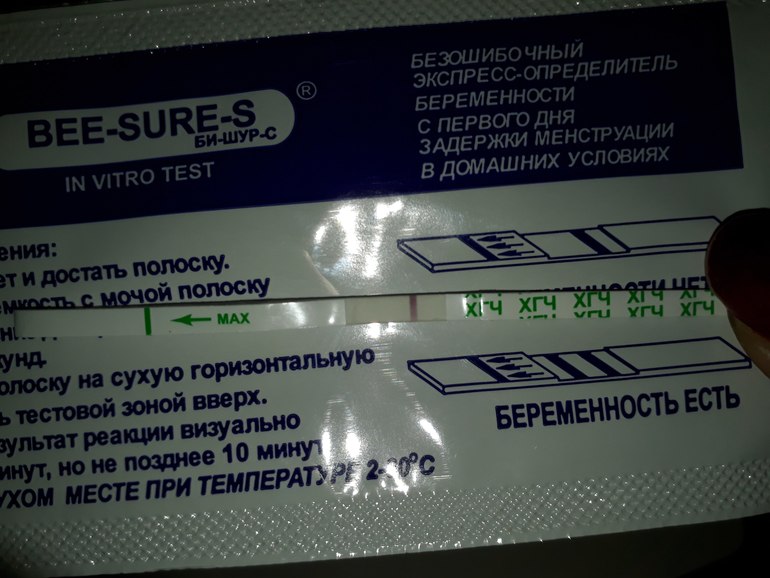 BEE-SURE-S®
БИ-ШУР-С
IN VITRO TEST
БЕЗОШИБОЧНЫЙ
ЭКСПРЕСС-ОПРЕДЕЛИТЕЛЬ
БЕРЕМЕННОСТИ
С ПЕРВОГО ДНЯ
ЗАДЕРЖКИ МЕНСТРУАЦИИ
В ДОМАШНИХ УСЛОВИЯХ
ения:
ет и достать полоску.
емкость с мочой полоску
НЕТ
MAX
ХГЧ ХГЧ ХГЧ ХГЧ ХГЧ
кунд.
полоску на сухую горизонтальную
ь тестовой зоной вверх.
зультат реакции визуально
инут, но не позднее 10 минут
УХОМ МЕСТЕ ПРИ ТЕМПЕРАТУРЕ
БЕРЕМЕННОСТЬ ЕСТЬ